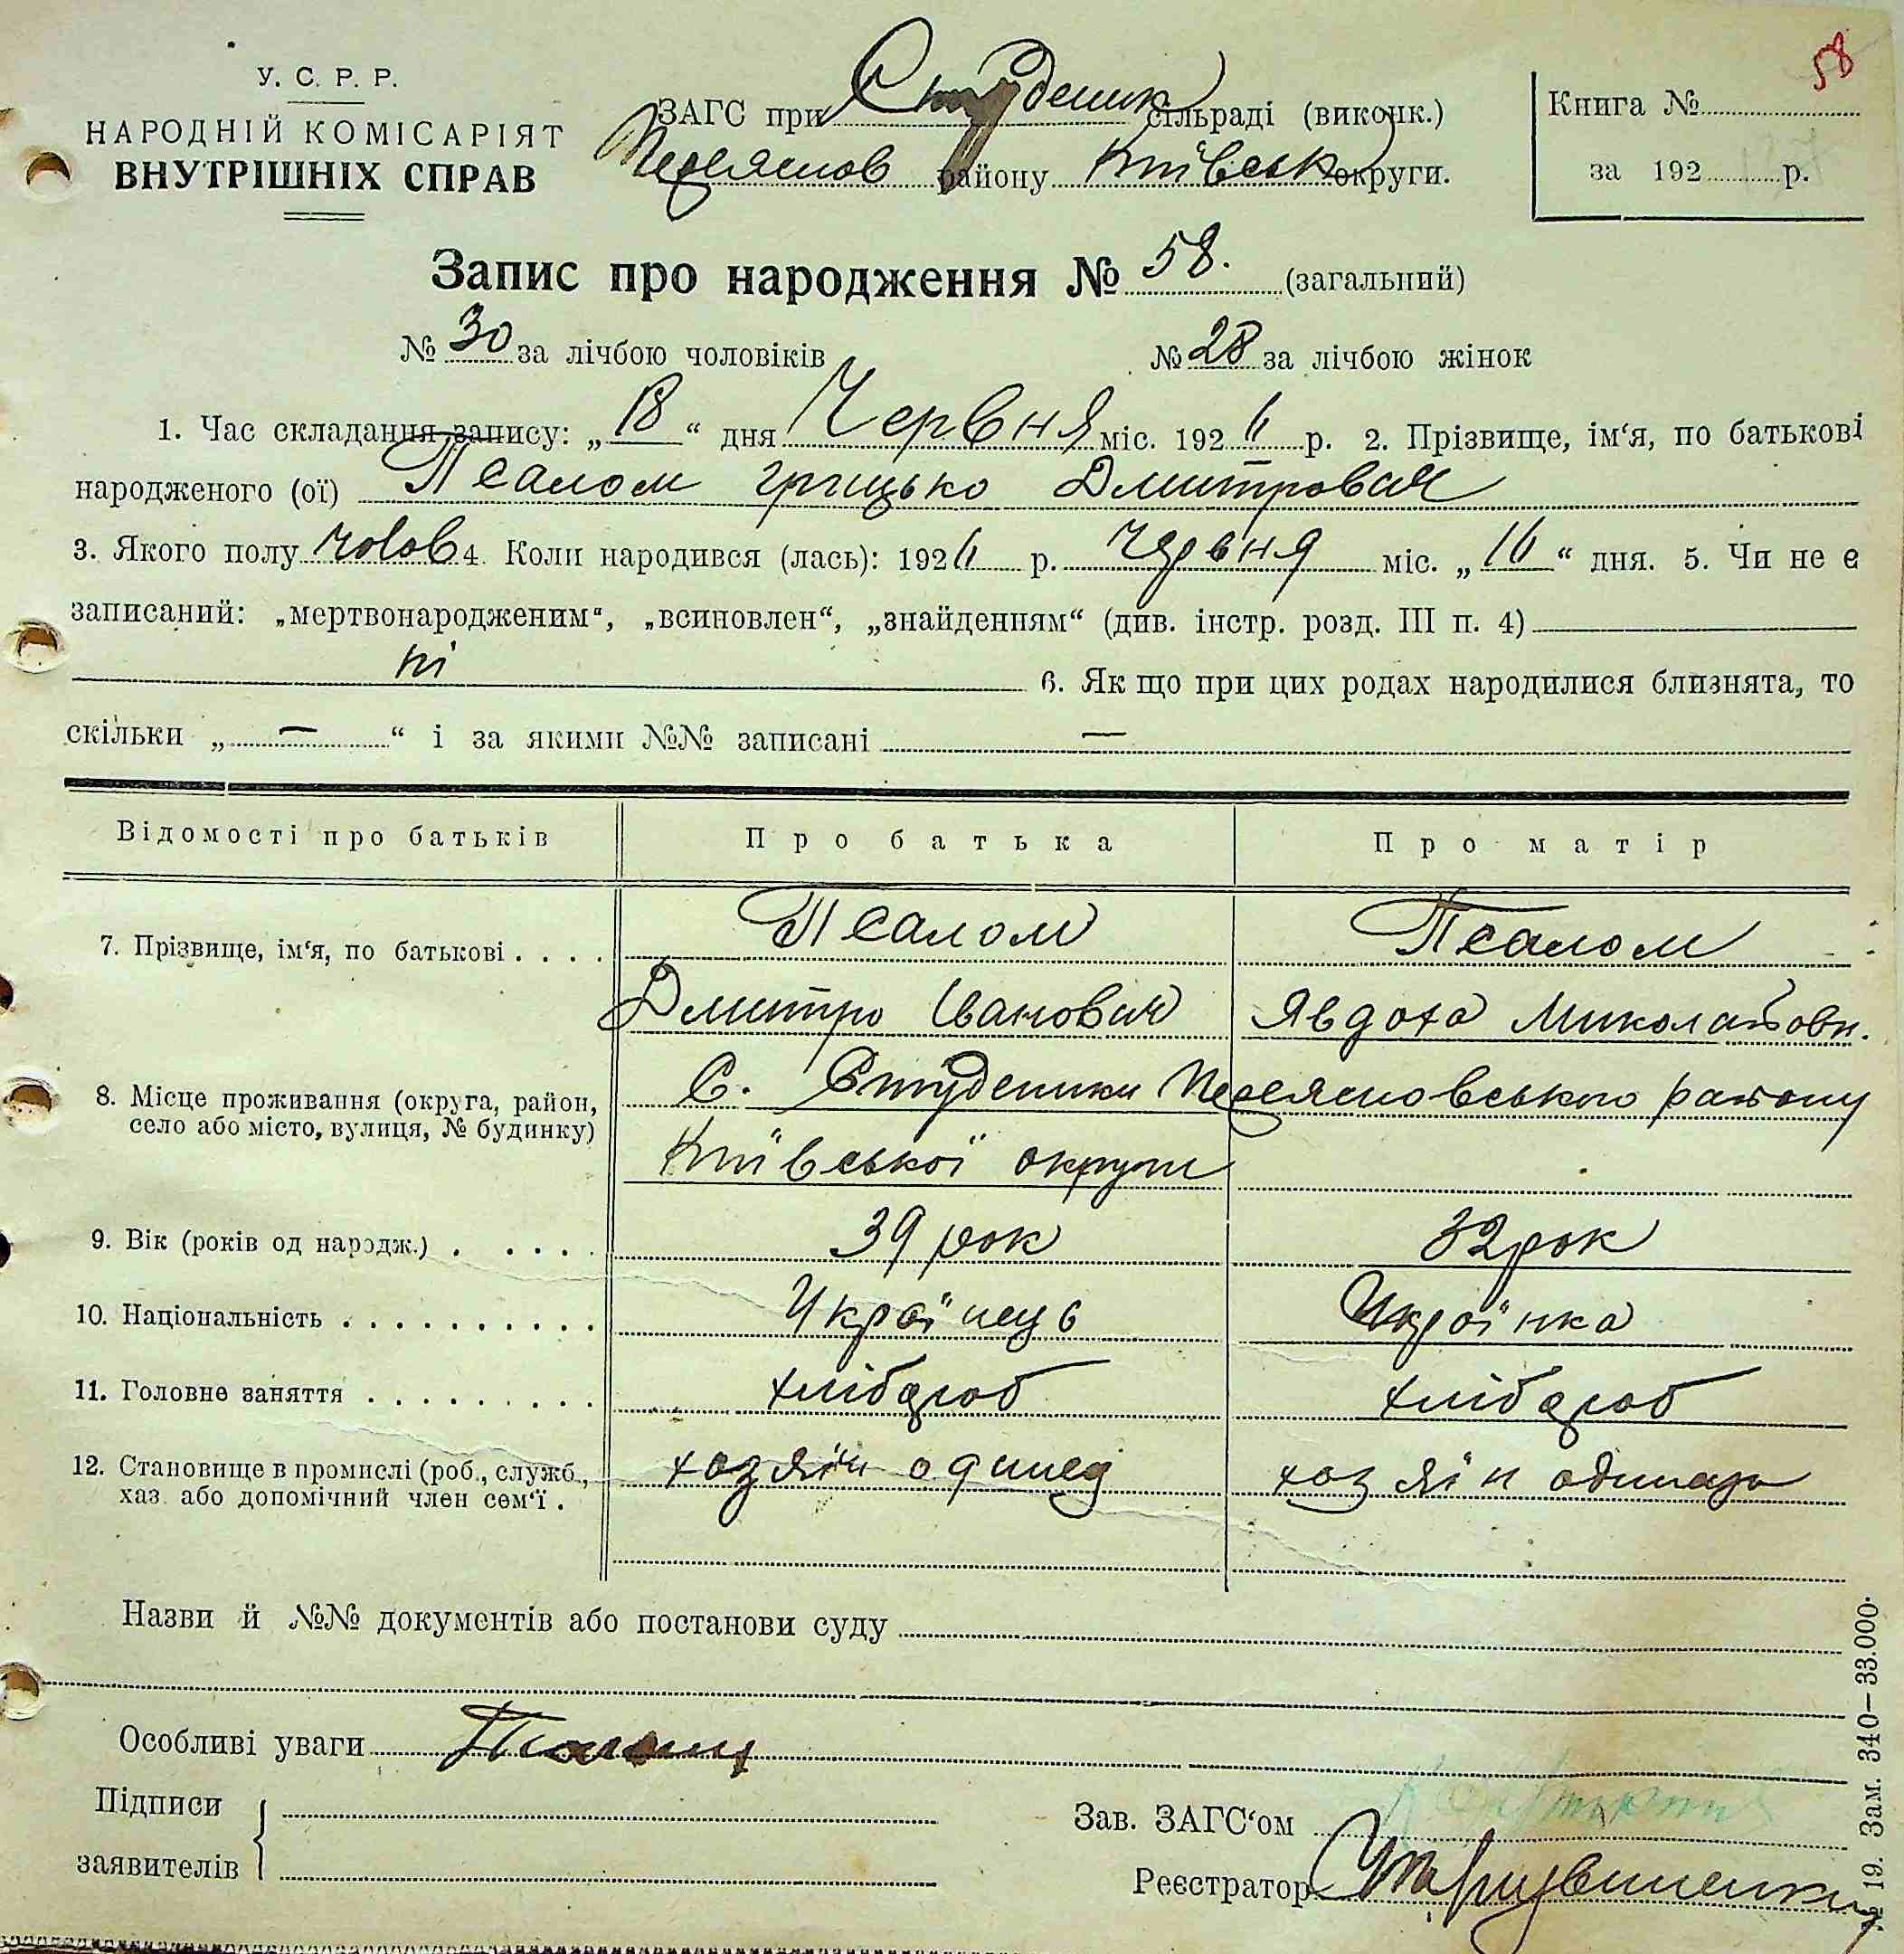 58
У. С. Р. Р.
НАРОДНІЙ КОМІСАРІЯТ
ВНУТРІШНІХ СПРАВ
ЗАГС при Студеник сільраді (виконк.)
Переяслов району Київськ округи.
Книга №
за 192 р.
Запис про народження № 58. (загальний)
№ 30 за лічбою чоловіків № 28 за лічбою жінок
1. Час складання запису: „18“ дня Червня міс. 192 р. 2. Прізвище, ім‘я, по батькові
народженого (ої) Псалом грицько Дмитрович
3. Якого полу чолов 4. Коли народився (лась): 192 р. червня міс. „16“ дня. 5. Чи не є
записаний: „мертвонародженим“, „всиновлен“, „знайденням“ (див. інстр. розд. III п. 4)
ні 6. Як що при цих родах народилися близнята, то
скільки „ — “ і за якими №№ записані —
Відомості про батьків Про батька Про матір
7. Прізвище, ім‘я, по батькові . . . . Псалом Псалом
Дмитро Іванович Явдоха Миколаївн.
8. Місце проживання (округа, район, С. Студеники Переясловського району
село або місто, вулиця, № будинку)
Київської округи
9. Вік (років од народж.) . . . . . 39 рок 32 рок
10. Національність . . . . . . . . . . Українець Українка
11. Головне заняття . . . . . . . . . хлібороб хлібороб
12. Становище в промислі (роб., служб., хозяїн хозяїн
хаз. або допомічний член сем‘ї .
Назви й №№ документів або постанови суду
Особливі уваги
Підписи
заявителів
Зав. ЗАГС‘ом
Реєстратор
№ 19. Зам. 340—33.000.